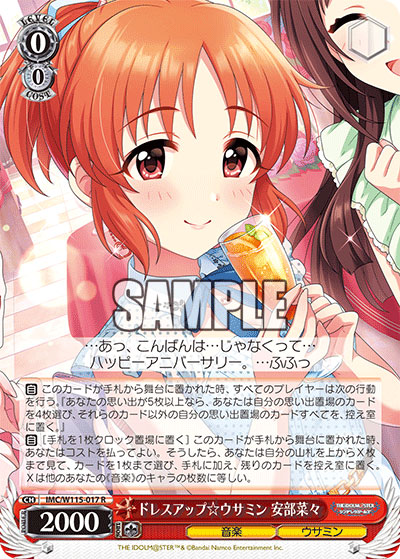 LEVEL
0
0
COST
SAMPLE
…あっ、こんばんは…じゃなくって…
ハッピーアニバーサリー。…ふふっ
自 このカードが手札から舞台に置かれた時、すべてのプレイヤーは次の行動
を行う。『あなたの思い出が5枚以上なら、あなたは自分の思い出置場のカード
を4枚選び、それらのカード以外の自分の思い出置場のカードすべてを、控え室
に置く。』
自 [手札を1枚クロック置場に置く] このカードが手札から舞台に置かれた時、
あなたはコストを払ってよい。そうしたら、あなたは自分の山札を上からX枚
まで見て、カードを1枚まで選び、手札に加え、残りのカードを控え室に置く。
Xはあなたの他の《音楽》のキャラの枚数に等しい。
CH IMC/W115-017 R
2000
ドレスアップ☆ウサミン 安部菜々
音楽
ウサミン
THE IDOLM@STER™& ©Bandai Namco Entertainment Inc.